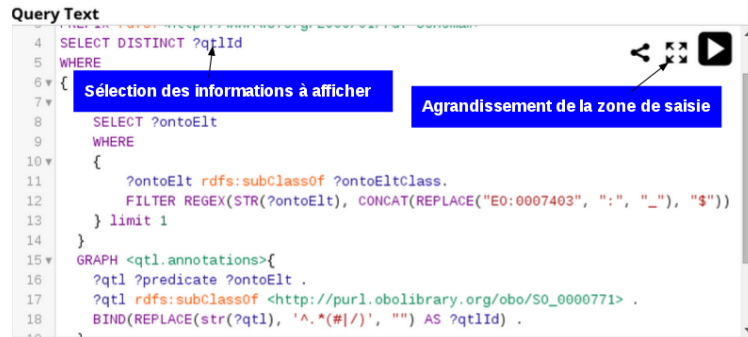 Query Text
4 SELECT DISTINCT ?qtlId
5 WHERE
6 {
Sélection des informations à afficher
Agrandissement de la zone de saisie
7
8 SELECT ?ontoElt
9 WHERE
10 {
11 ?ontoElt rdfs:subClassOf ?ontoEltClass.
12 FILTER REGEX(STR(?ontoElt), CONCAT(REPLACE("EO:0007403", ":", "_"), "$"))
13 } limit 1
14 }
15 GRAPH <qtl.annotations>{
16 ?qtl ?predicate ?ontoElt .
17 ?qtl rdfs:subClassOf <http://purl.obolibrary.org/obo/SO_0000771> .
18 BIND(REPLACE(str(?qtl), '^.*(#|/)', "") AS ?qtlId) .